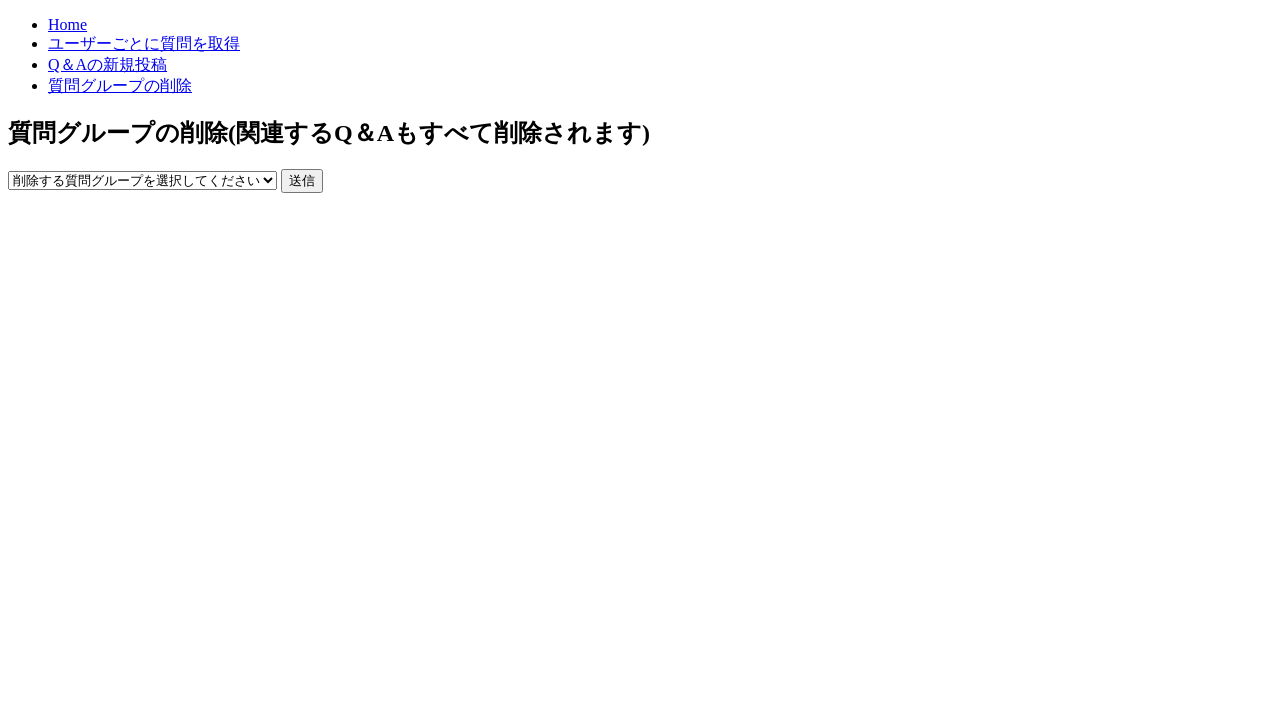 Home
ユーザーごとに質問を取得
Q＆Aの新規投稿
質問グループの削除
質問グループの削除(関連するQ＆Aもすべて削除されます)
削除する質問グループを選択してください 送信